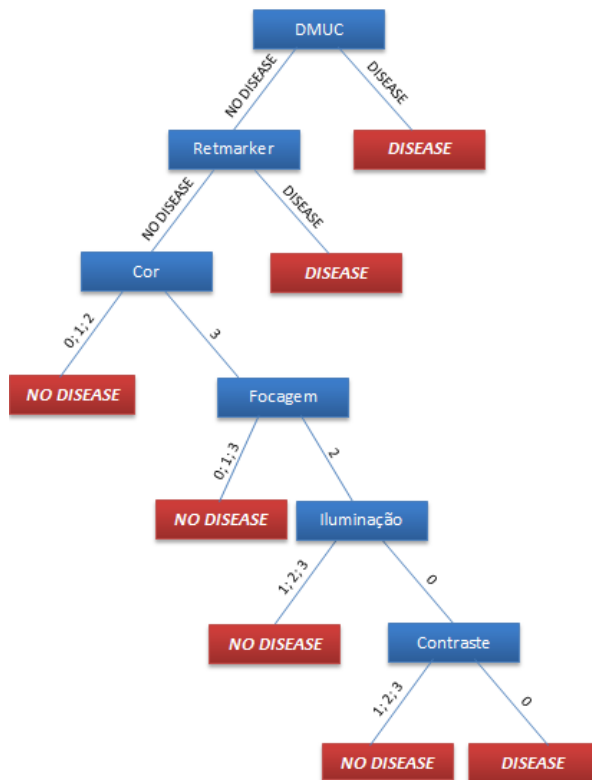 DMUC
NO DISEASE
DISEASE
Retmarker
DISEASE
NO DISEASE
DISEASE
Cor
DISEASE
0; 1; 2
3
NO DISEASE
Focagem
0; 1; 3
2
NO DISEASE
Iluminação
1; 2; 3
0
NO DISEASE
Contraste
1; 2; 3
0
NO DISEASE
DISEASE